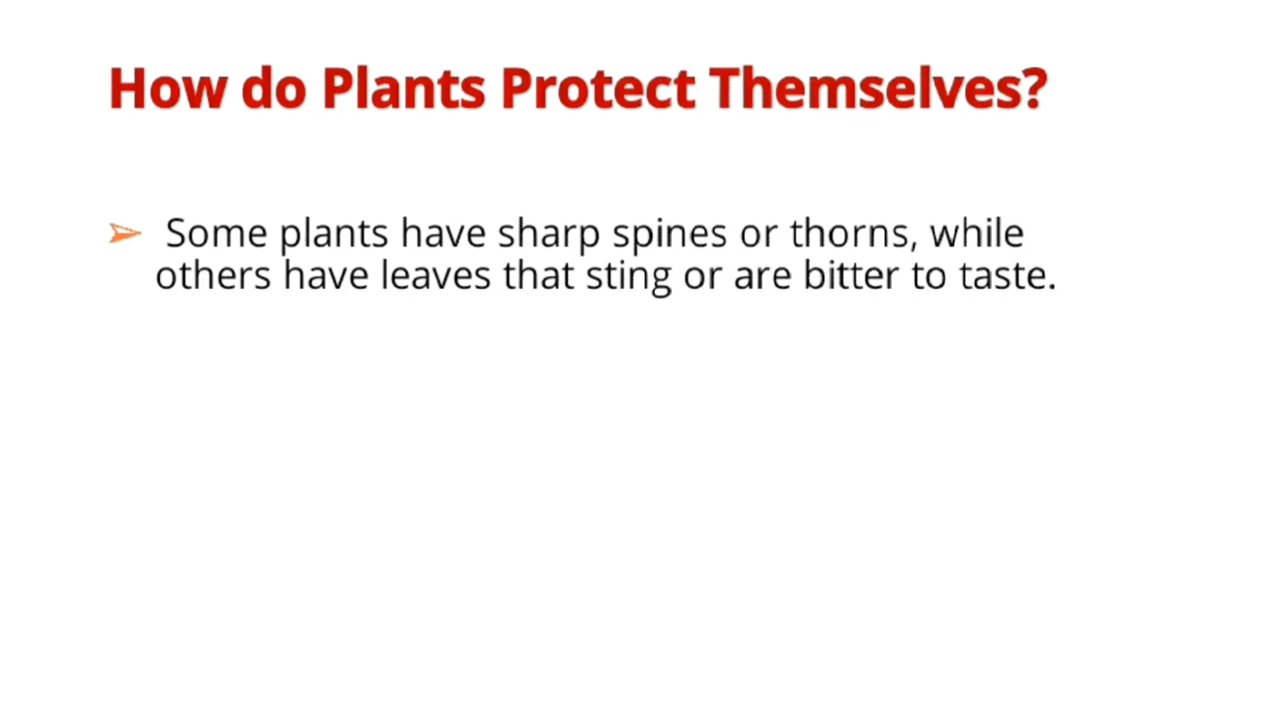 How do Plants Protect Themselves?
➢ Some plants have sharp spines or thorns, while
others have leaves that sting or are bitter to taste.